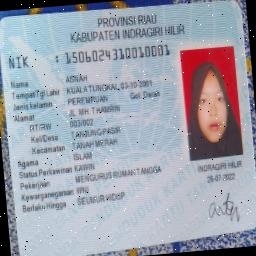 PROVINSI RIAU
KABUPATEN INDRAGIRI HILIR
NIK : 1506024310010001
Nama : ASNAH
Tempat/Tgl Lahir : KUALA TUNGKAL, 03-10-2001
Jenis kelamin : PEREMPUAN Gol. Darah
Alamat : JL. MH. THAMRIN
RT/RW : 003/002
Kel/Desa : TANJUNG PASIR
Kecamatan : TANAH MERAH
Agama : ISLAM
Status Perkawinan: KAWIN
Pekerjaan : MENGURUS RUMAH TANGGA
Kewarganegaraan: WNI
Berlaku Hingga : SEUMUR HIDUP
INDRAGIRI HILIR
26-07-2022